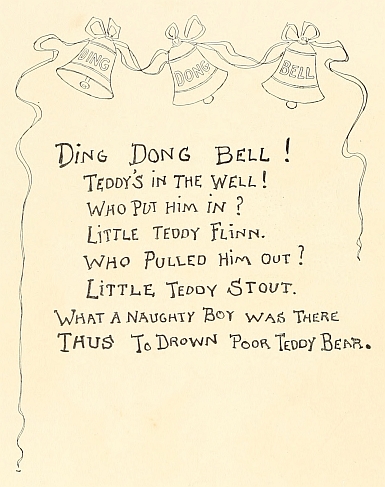 DING DONG BELL
DING DONG BELL!
TEDDY'S IN THE WELL!
WHO PUT HIM IN?
LITTLE TEDDY FLINN.
WHO PULLED HIM OUT?
LITTLE TEDDY STOUT.
WHAT A NAUGHTY BOY WAS THERE
THUS TO DROWN POOR TEDDY BEAR.